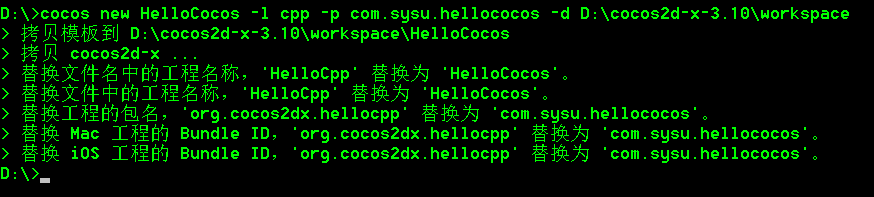 D:\>cocos new HelloCocos -l cpp -p com.sysu.hellococos -d D:\cocos2d-x-3.10\workspace
> 拷贝模板到 D:\cocos2d-x-3.10\workspace\HelloCocos
> 拷贝 cocos2d-x ...
> 替换文件名中的工程名称，'HelloCpp' 替换为 'HelloCocos'。
> 替换文件中的工程名称，'HelloCpp' 替换为 'HelloCocos'。
> 替换工程的包名，'org.cocos2dx.hellocpp' 替换为 'com.sysu.hellococos'。
> 替换 Mac 工程的 Bundle ID，'org.cocos2dx.hellocpp' 替换为 'com.sysu.hellococos'。
> 替换 iOS 工程的 Bundle ID，'org.cocos2dx.hellocpp' 替换为 'com.sysu.hellococos'。
D:\>